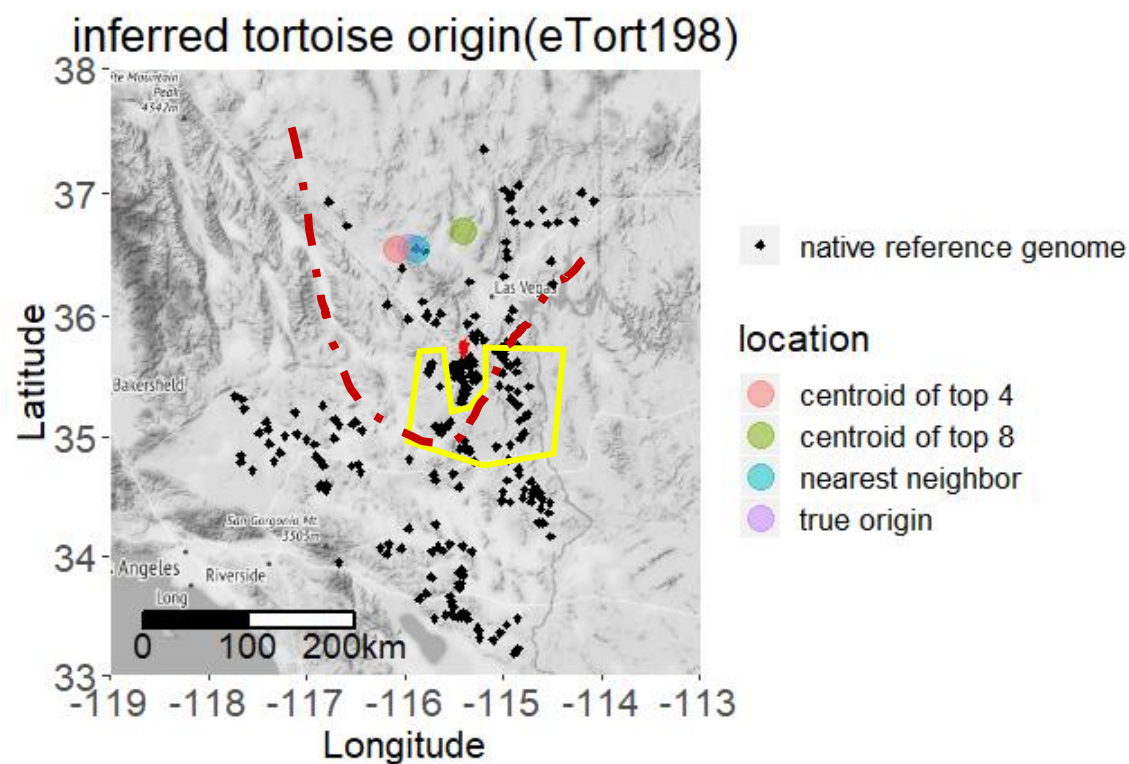 inferred tortoise origin(eTort198)
38
37
36
35
34
33
Latitude
-119 -118 -117 -116 -115 -114 -113
Longitude
te Mountain
Peak
4342m
Las Vegas
Bakersfield
San Gorgonio Mt.
3505m
Angeles
Riverside
Long
0 100 200km
native reference genome
location
centroid of top 4
centroid of top 8
nearest neighbor
true origin